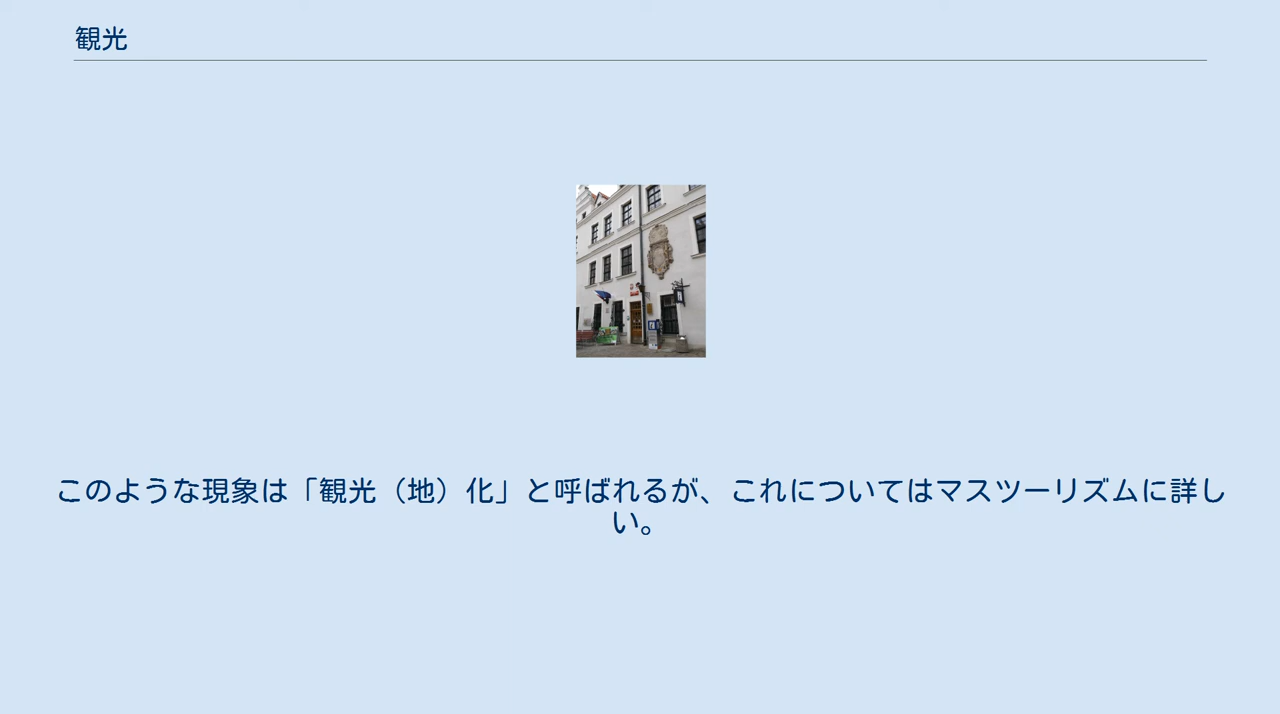 観光
このような現象は「観光（地）化」と呼ばれるが、これについてはマスツーリズムに詳し
い。